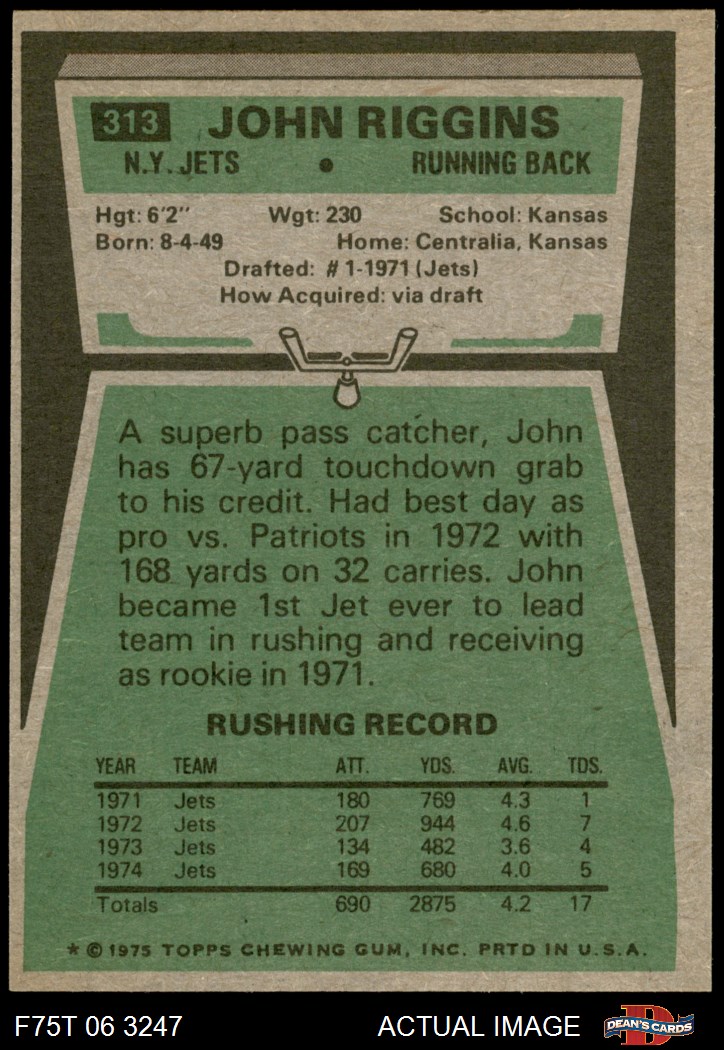 313 JOHN RIGGINS
N.Y. JETS • RUNNING BACK
Hgt: 6'2" Wgt: 230 School: Kansas
Born: 8-4-49 Home: Centralia, Kansas
Drafted: #1-1971 (Jets)
How Acquired: via draft
A superb pass catcher, John
has 67-yard touchdown grab
to his credit. Had best day as
pro vs. Patriots in 1972 with
168 yards on 32 carries. John
became 1st Jet ever to lead
team in rushing and receiving
as rookie in 1971.
RUSHING RECORD
YEAR TEAM ATT. YDS. AVG. TDS.
1971 Jets 180 769 4.3 1
1972 Jets 207 944 4.6 7
1973 Jets 134 482 3.6 4
1974 Jets 169 680 4.0 5
Totals 690 2875 4.2 17
* © 1975 TOPPS CHEWING GUM, INC. PRTD IN U.S.A.
F75T 06 3247 ACTUAL IMAGE D DEAN'S CARDS